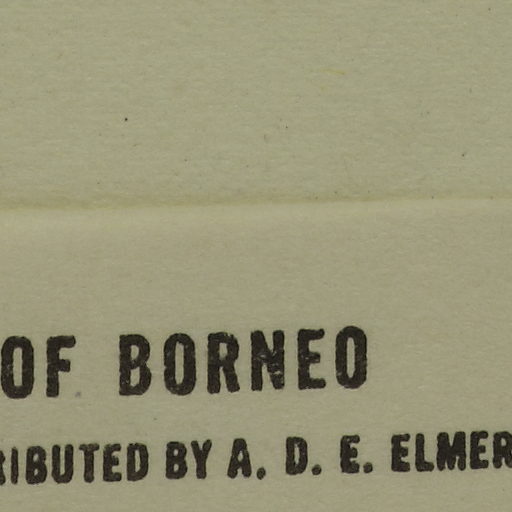 OF BORNEO
RIBUTED BY A. D. E. ELMER